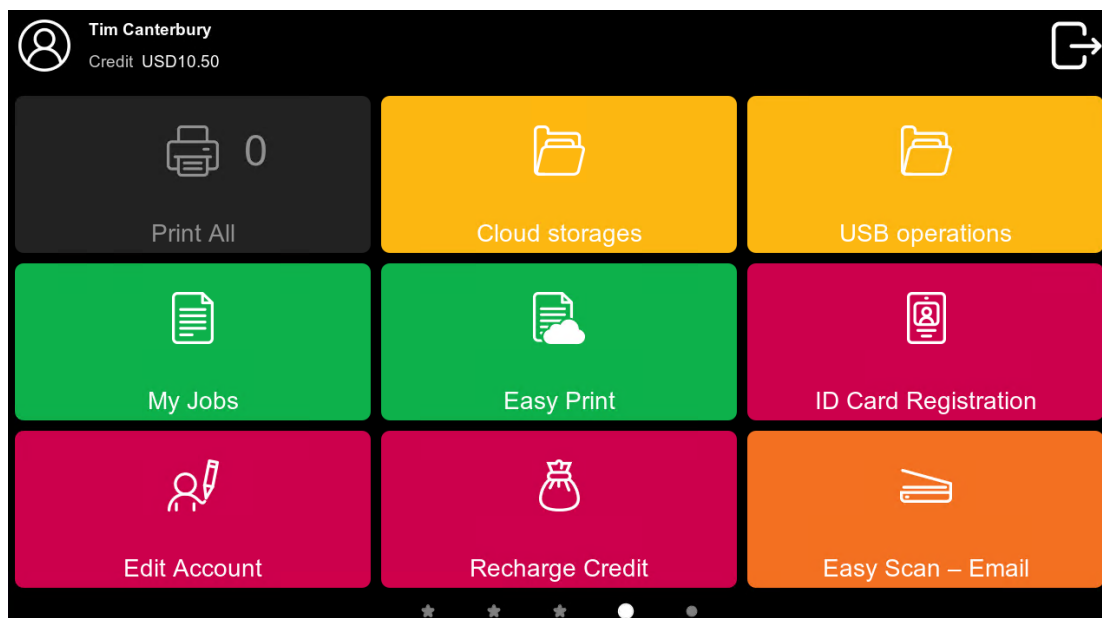 Tim Canterbury
Credit USD10.50
0
Print All
Cloud storages
USB operations
My Jobs
Easy Print
ID Card Registration
Edit Account
Recharge Credit
Easy Scan – Email